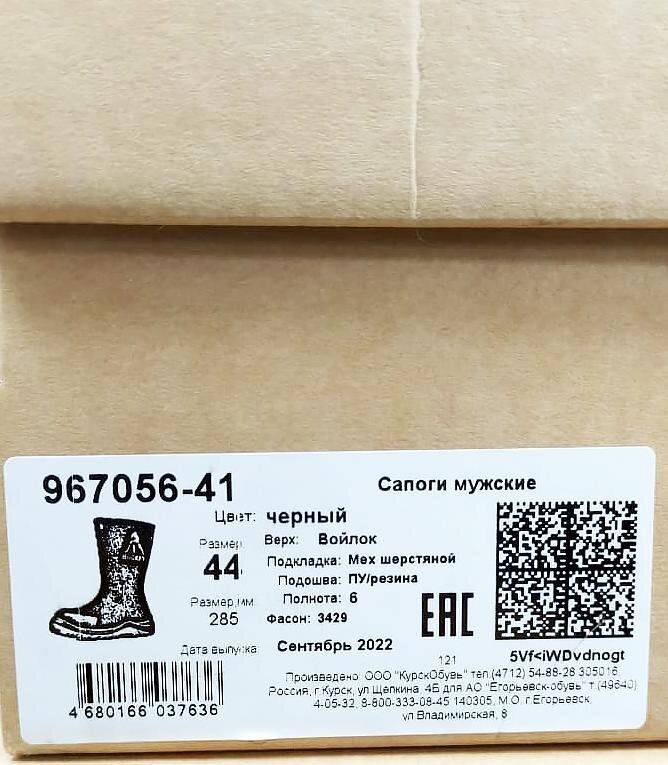 967056-41
Сапоги мужские
Цвет: черный
Размер: 44
Верх: Войлок
Подкладка: Мех шерстяной
Подошва: ПУ/резина
Полнота: 6
Размер,мм 285
Фасон: 3429
EAC
Дата выпуска: Сентябрь 2022
121
5Vf<iWDvdnogt
Произведено: ООО "КурскОбувь" тел.(4712) 54-88-28 305016,
Россия, г.Курск, ул.Щепкина, 4Б для АО "Егорьевск-обувь" т.(49640)
4-05-32, 8-800-333-08-45 140305, М.О. г.Егорьевск,
ул.Владимирская, 8
4 680166 037636